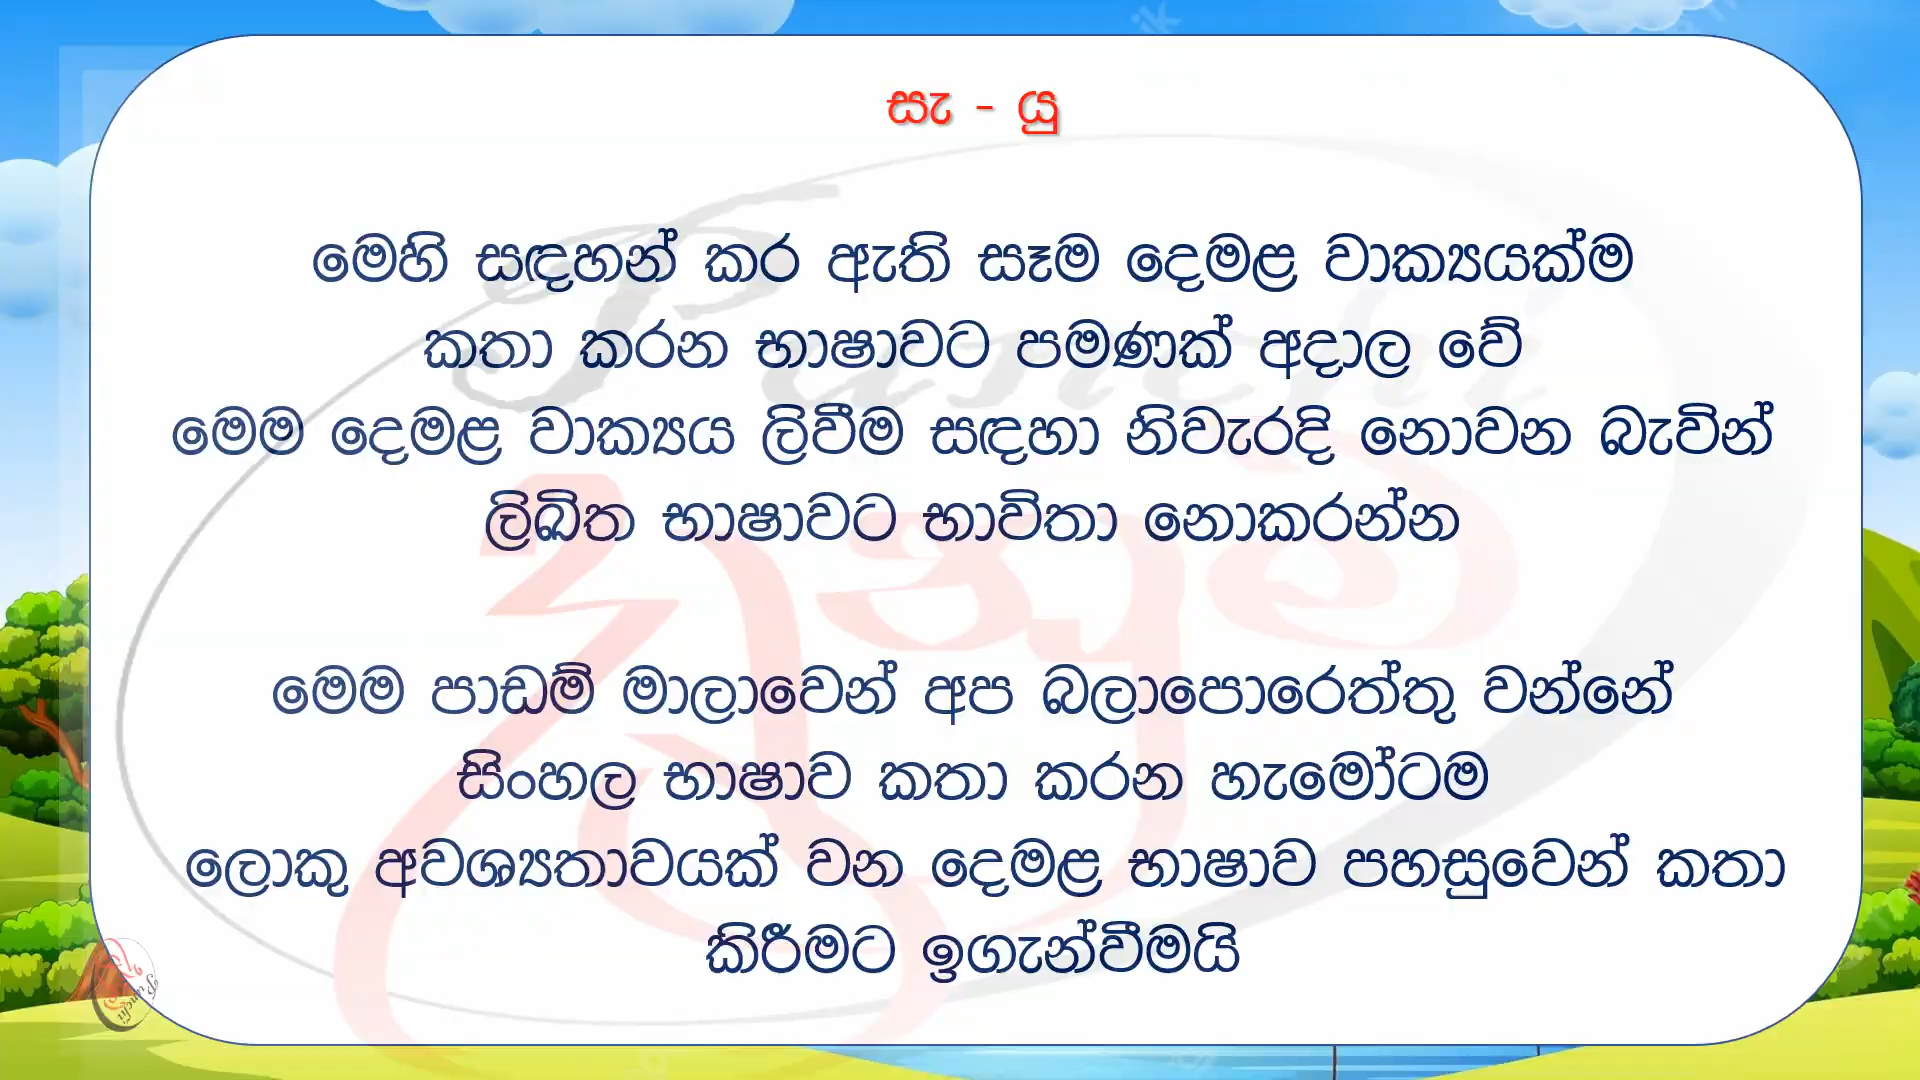 සැ - යු
මෙහි සඳහන් කර ඇති සෑම දෙමළ වාක්‍යයක්ම
කතා කරන භාෂාවට පමණක් අදාල වේ
මෙම දෙමළ වාක්‍යය ලිවීම සඳහා නිවැරදි නොවන බැවින්
ලිඛිත භාෂාවට භාවිතා නොකරන්න
මෙම පාඩම් මාලාවෙන් අප බලාපොරෙත්තු වන්නේ
සිංහල භාෂාව කතා කරන හැමෝටම
ලොකු අවශ්‍යතාවයක් වන දෙමළ භාෂාව පහසුවෙන් කතා
කිරීමට ඉගැන්වීමයි